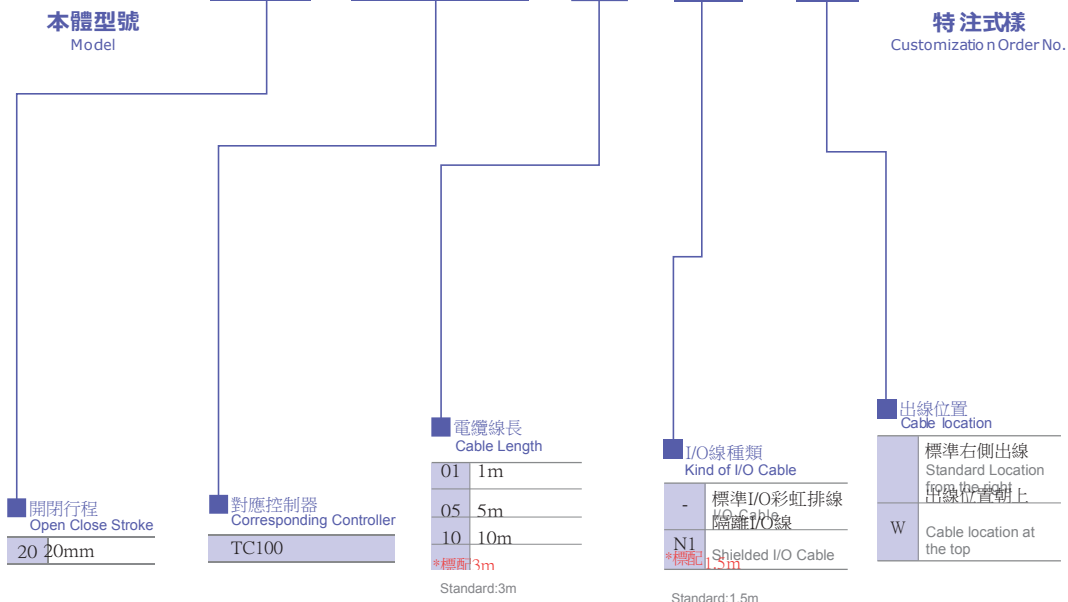 本體型號
Model
特注式樣
Customization Order No.
開閉行程
Open Close Stroke
20 20mm
對應控制器
Corresponding Controller
TC100
電纜線長
Cable Length
01 1m
05 5m
10 10m
*標配3m
Standard:3m
I/O線種類
Kind of I/O Cable
- 標準I/O彩虹排線
I/O Cable
隔離I/O線
N1 Shielded I/O Cable
*標配1.5m
Standard:1.5m
出線位置
Cable location
標準右側出線
Standard Location
from the right
出線位置朝上
W Cable location at
the top